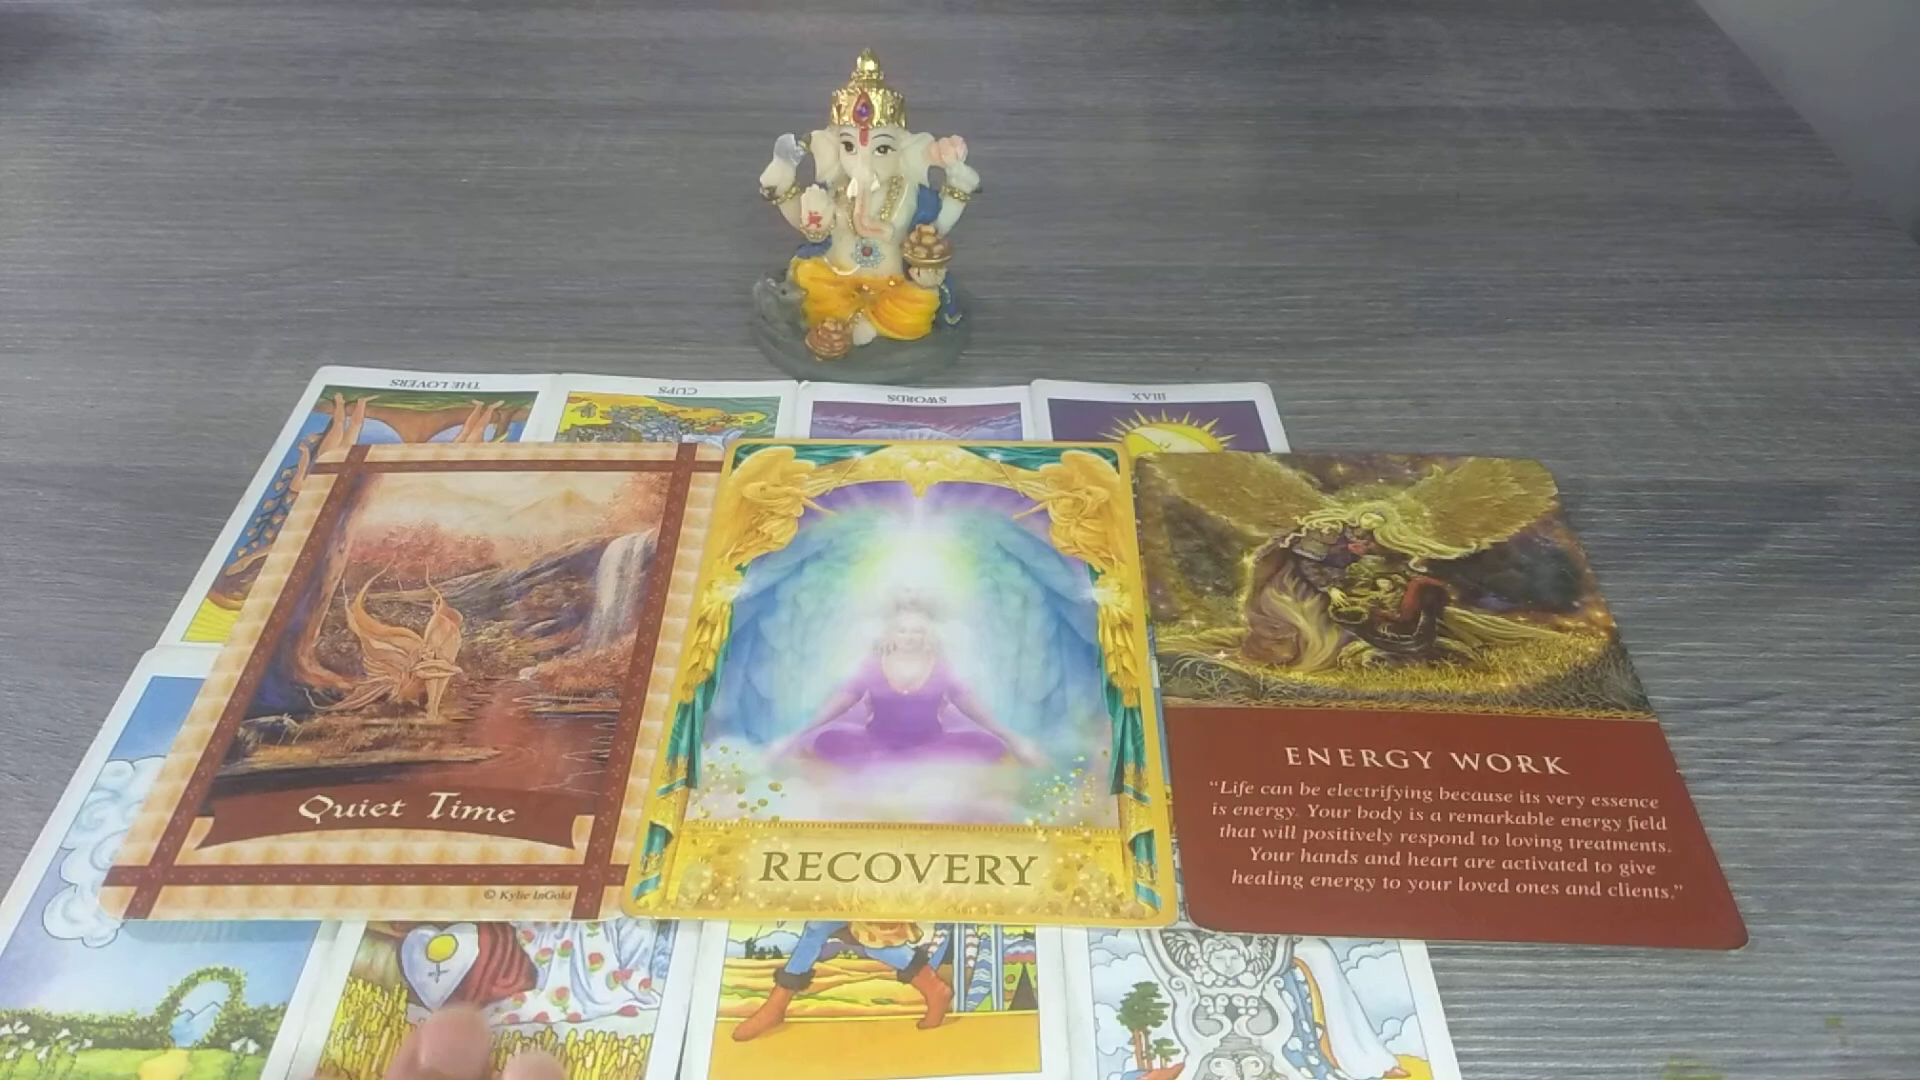 THE LOVERS
CUPS
SWORDS
XVIII
Quiet Time
© Kylie InGold
RECOVERY
ENERGY WORK
"Life can be electrifying because its very essence
is energy. Your body is a remarkable energy field
that will positively respond to loving treatments.
Your hands and heart are activated to give
healing energy to your loved ones and clients."